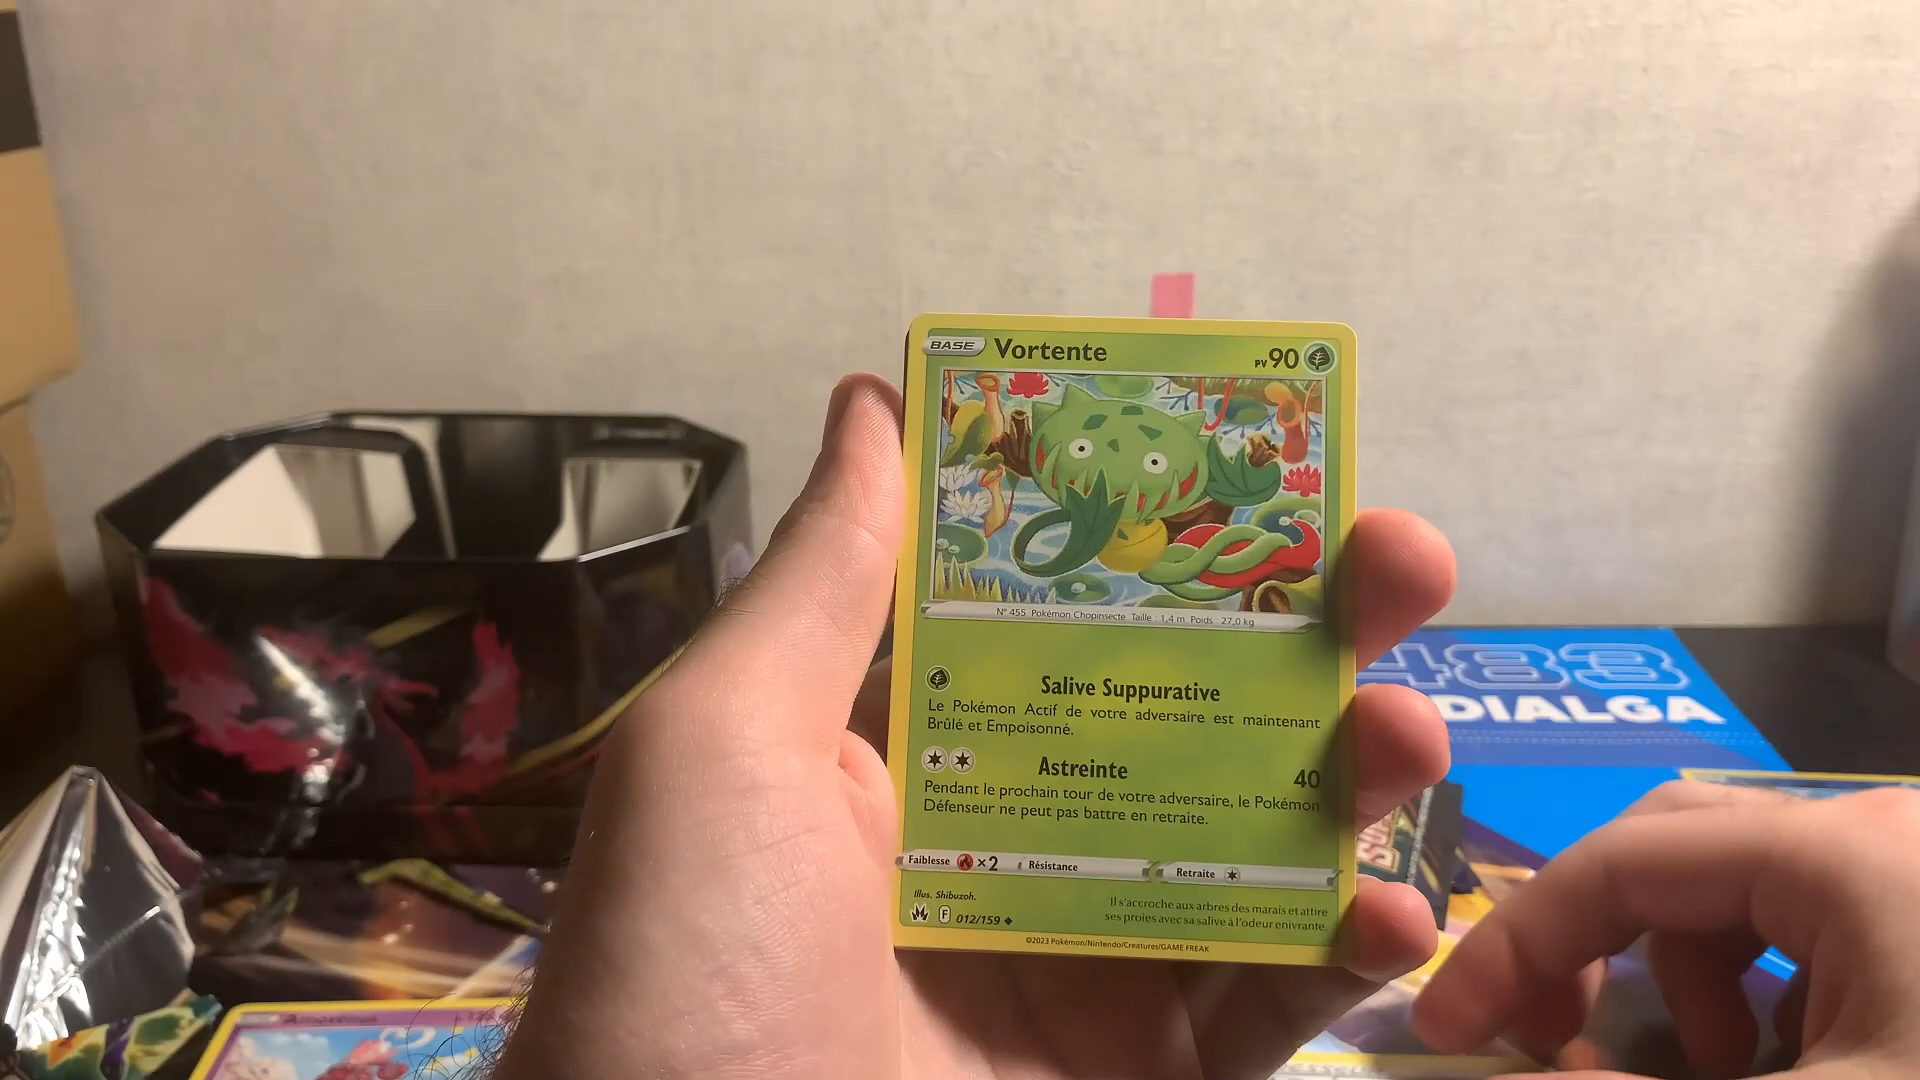 BASE Vortente PV 90
N° 455 Pokémon Chopinsecte Taille : 1,4 m Poids : 27,0 kg
Salive Suppurative
Le Pokémon Actif de votre adversaire est maintenant
Brûlé et Empoisonné.
Astreinte 40
Pendant le prochain tour de votre adversaire, le Pokémon
Défenseur ne peut pas battre en retraite.
Faiblesse ×2 Résistance Retraite
Illus. Shibuzoh.
F 012/159
Il s'accroche aux arbres des marais et attire
ses proies avec sa salive à l'odeur enivrante.
©2023 Pokémon/Nintendo/Creatures/GAME FREAK
483
DIALGA